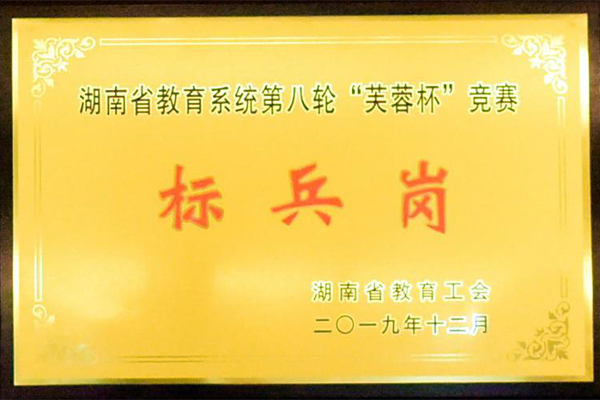 湖南省教育系统第八轮“芙蓉杯”竞赛
标兵岗
湖南省教育工会
二〇一九年十二月